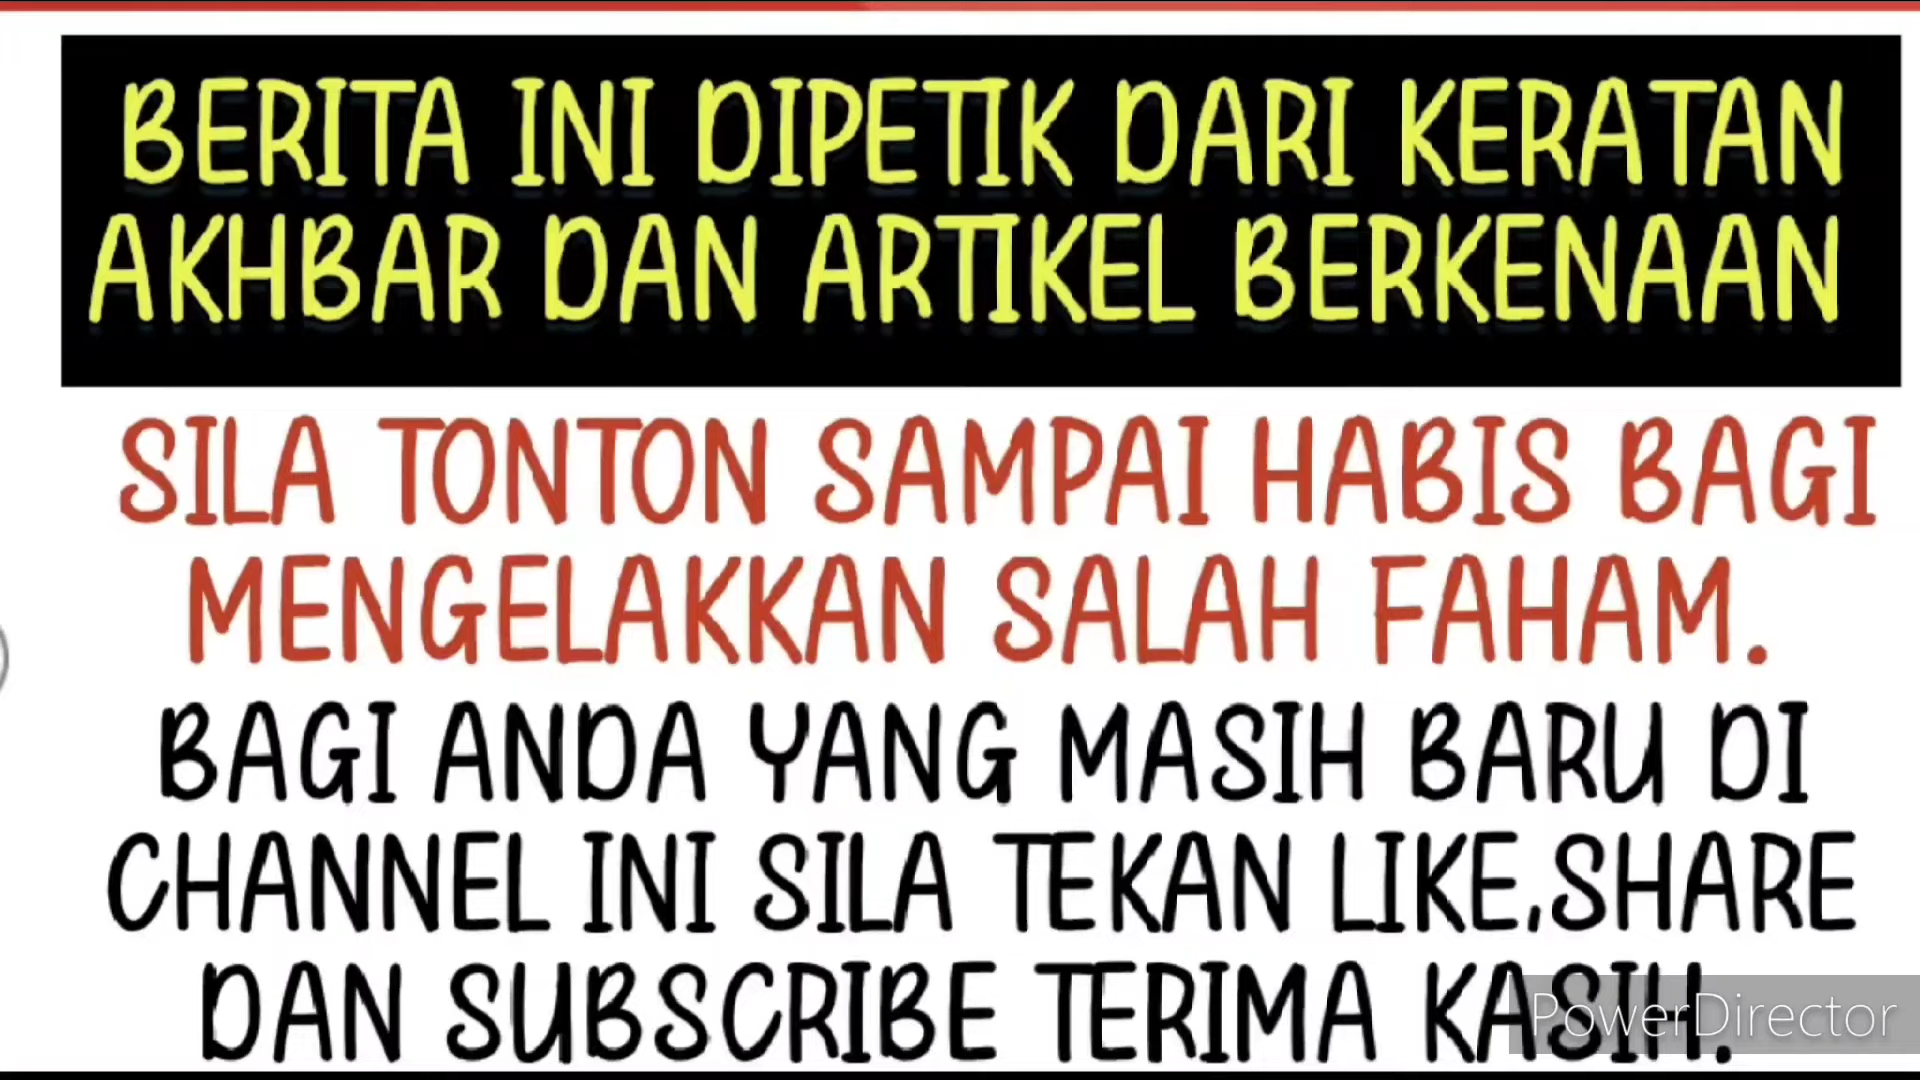 BERITA INI DIPETIK DARI KERATAN
AKHBAR DAN ARTIKEL BERKENAAN
SILA TONTON SAMPAI HABIS BAGI
MENGELAKKAN SALAH FAHAM.
BAGI ANDA YANG MASIH BARU DI
CHANNEL INI SILA TEKAN LIKE,SHARE
DAN SUBSCRIBE TERIMA KASIH.
PowerDirector